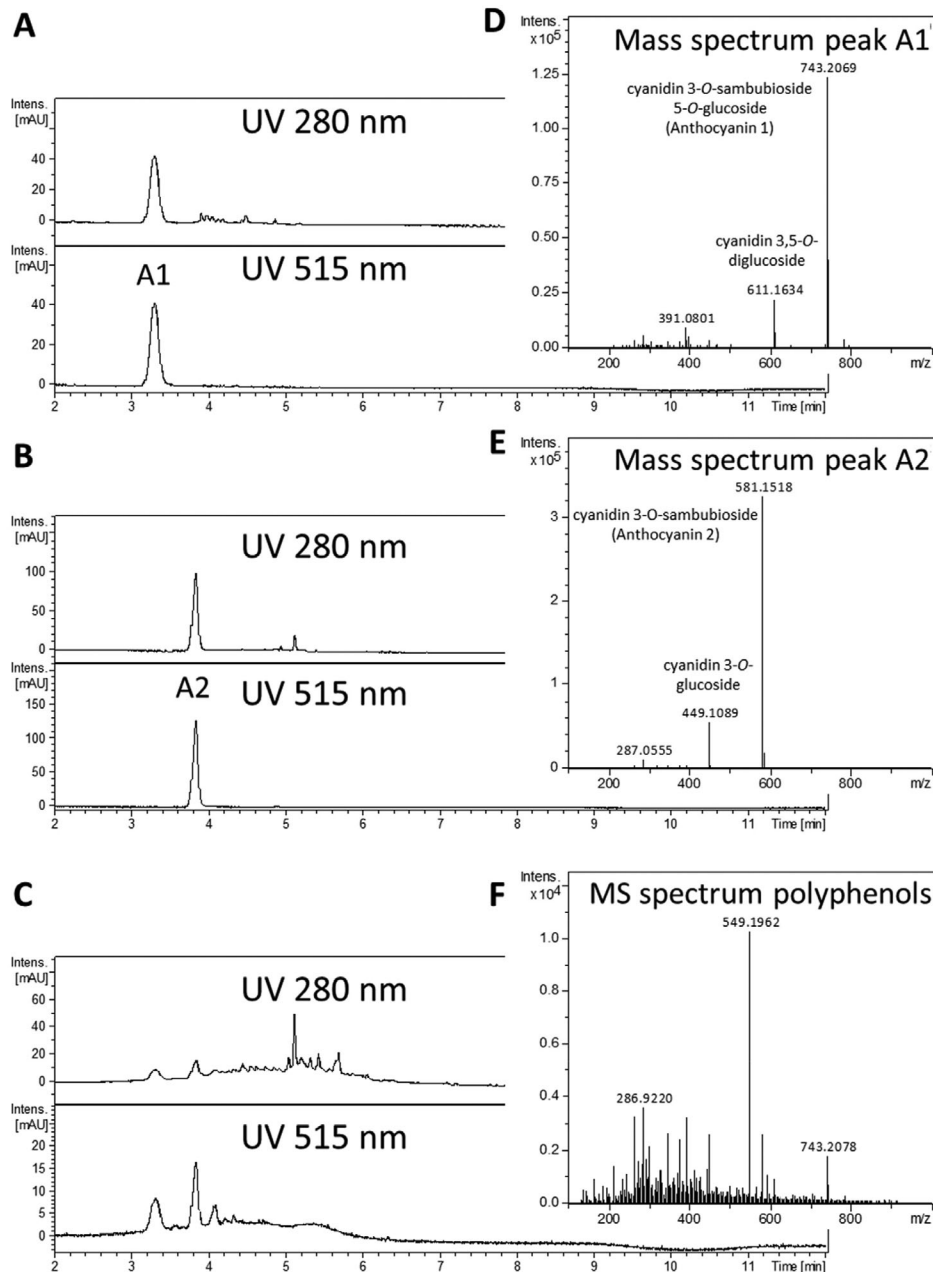 A
Intens.
[mAU]
UV 280 nm
40
20
0
Intens.
[mAU]
UV 515 nm
A1
40
20
0
2 3 4 5 6 7 8 9 10 11 Time [min]
D
Intens.
x10⁵
Mass spectrum peak A1
743.2069
1.25
cyanidin 3-O-sambubioside
5-O-glucoside
(Anthocyanin 1)
1.00
0.75
0.50
cyanidin 3,5-O-
diglucoside
0.25
611.1634
391.0801
0.00
200 400 600 800 m/z
B
Intens.
[mAU]
UV 280 nm
100
50
0
Intens.
[mAU]
UV 515 nm
A2
150
100
50
0
2 3 4 5 6 7 8 9 10 11 Time [min]
E
Intens.
x10⁵
Mass spectrum peak A2
581.1518
3
cyanidin 3-O-sambubioside
(Anthocyanin 2)
2
cyanidin 3-O-
glucoside
1
449.1089
287.0555
0
200 400 600 800 m/z
C
Intens.
[mAU]
UV 280 nm
60
40
20
0
Intens.
[mAU]
UV 515 nm
20
15
10
5
0
2 3 4 5 6 7 8 9 10 11 Time [min]
F
Intens.
x10⁴
MS spectrum polyphenols
549.1962
1.0
0.8
0.6
0.4
286.9220
0.2
743.2078
0.0
200 400 600 800 m/z